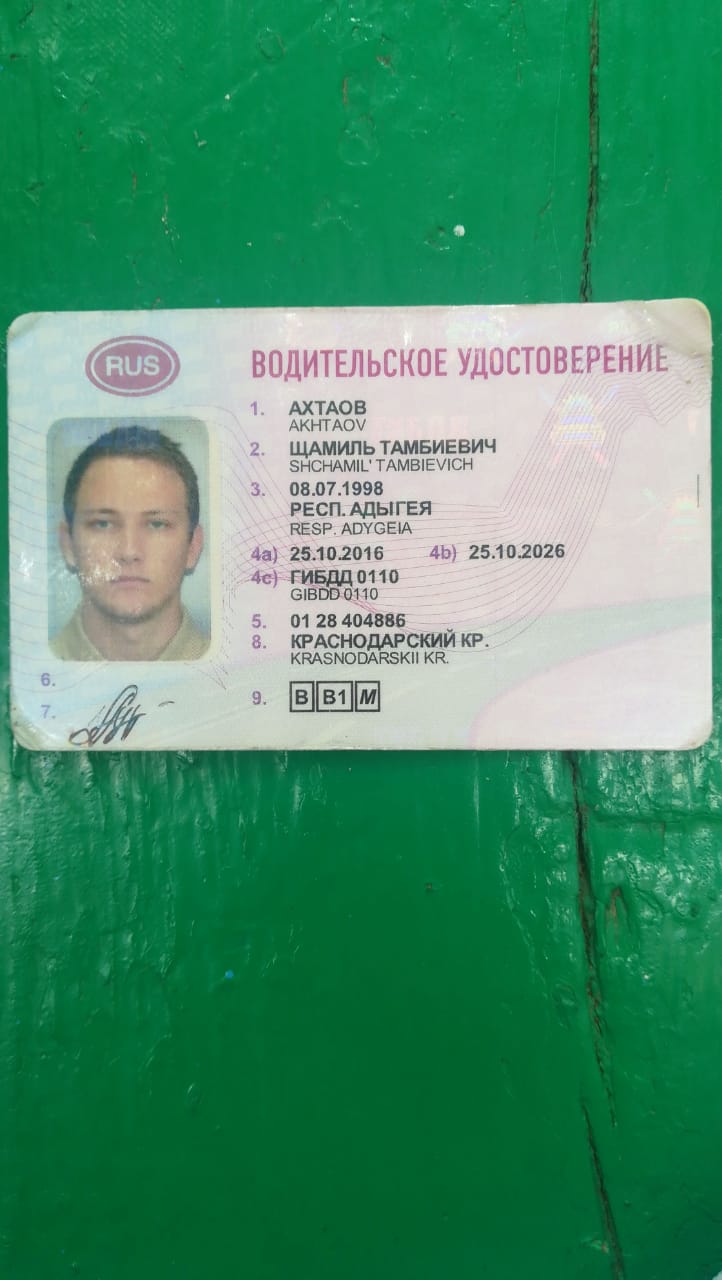 RUS
ВОДИТЕЛЬСКОЕ УДОСТОВЕРЕНИЕ
1. АХТАОВ
AKHTAOV
2. ЩАМИЛЬ ТАМБИЕВИЧ
SHCHAMIL' TAMBIEVICH
3. 08.07.1998
РЕСП. АДЫГЕЯ
RESP. ADYGEIA
4a) 25.10.2016 4b) 25.10.2026
4c) ГИБДД 0110
GIBDD 0110
5. 01 28 404886
8. КРАСНОДАРСКИЙ КР.
KRASNODARSKII KR.
6.
7.
9. B B1 M